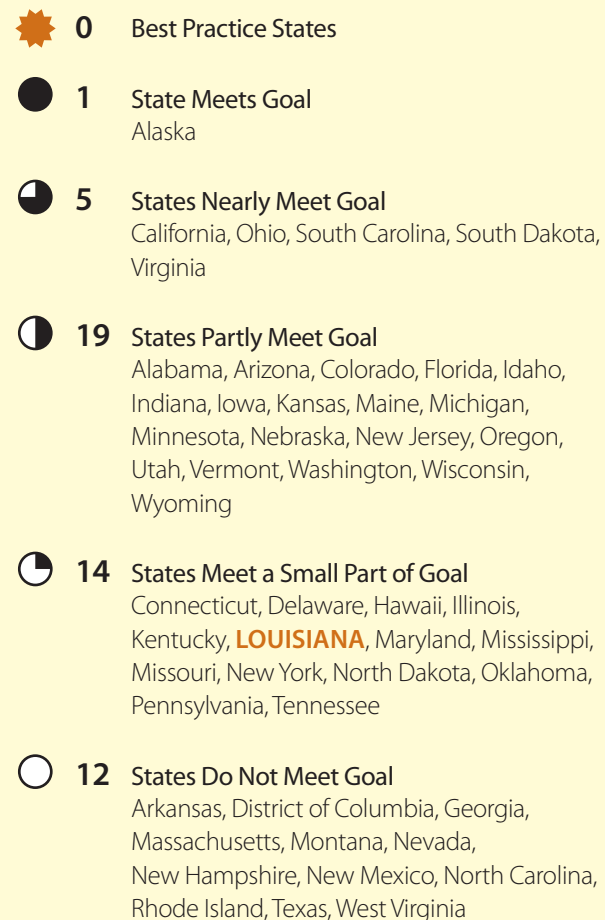 0 Best Practice States
1 State Meets Goal
Alaska
5 States Nearly Meet Goal
California, Ohio, South Carolina, South Dakota,
Virginia
19 States Partly Meet Goal
Alabama, Arizona, Colorado, Florida, Idaho,
Indiana, Iowa, Kansas, Maine, Michigan,
Minnesota, Nebraska, New Jersey, Oregon,
Utah, Vermont, Washington, Wisconsin,
Wyoming
14 States Meet a Small Part of Goal
Connecticut, Delaware, Hawaii, Illinois,
Kentucky, LOUISIANA, Maryland, Mississippi,
Missouri, New York, North Dakota, Oklahoma,
Pennsylvania, Tennessee
12 States Do Not Meet Goal
Arkansas, District of Columbia, Georgia,
Massachusetts, Montana, Nevada,
New Hampshire, New Mexico, North Carolina,
Rhode Island, Texas, West Virginia